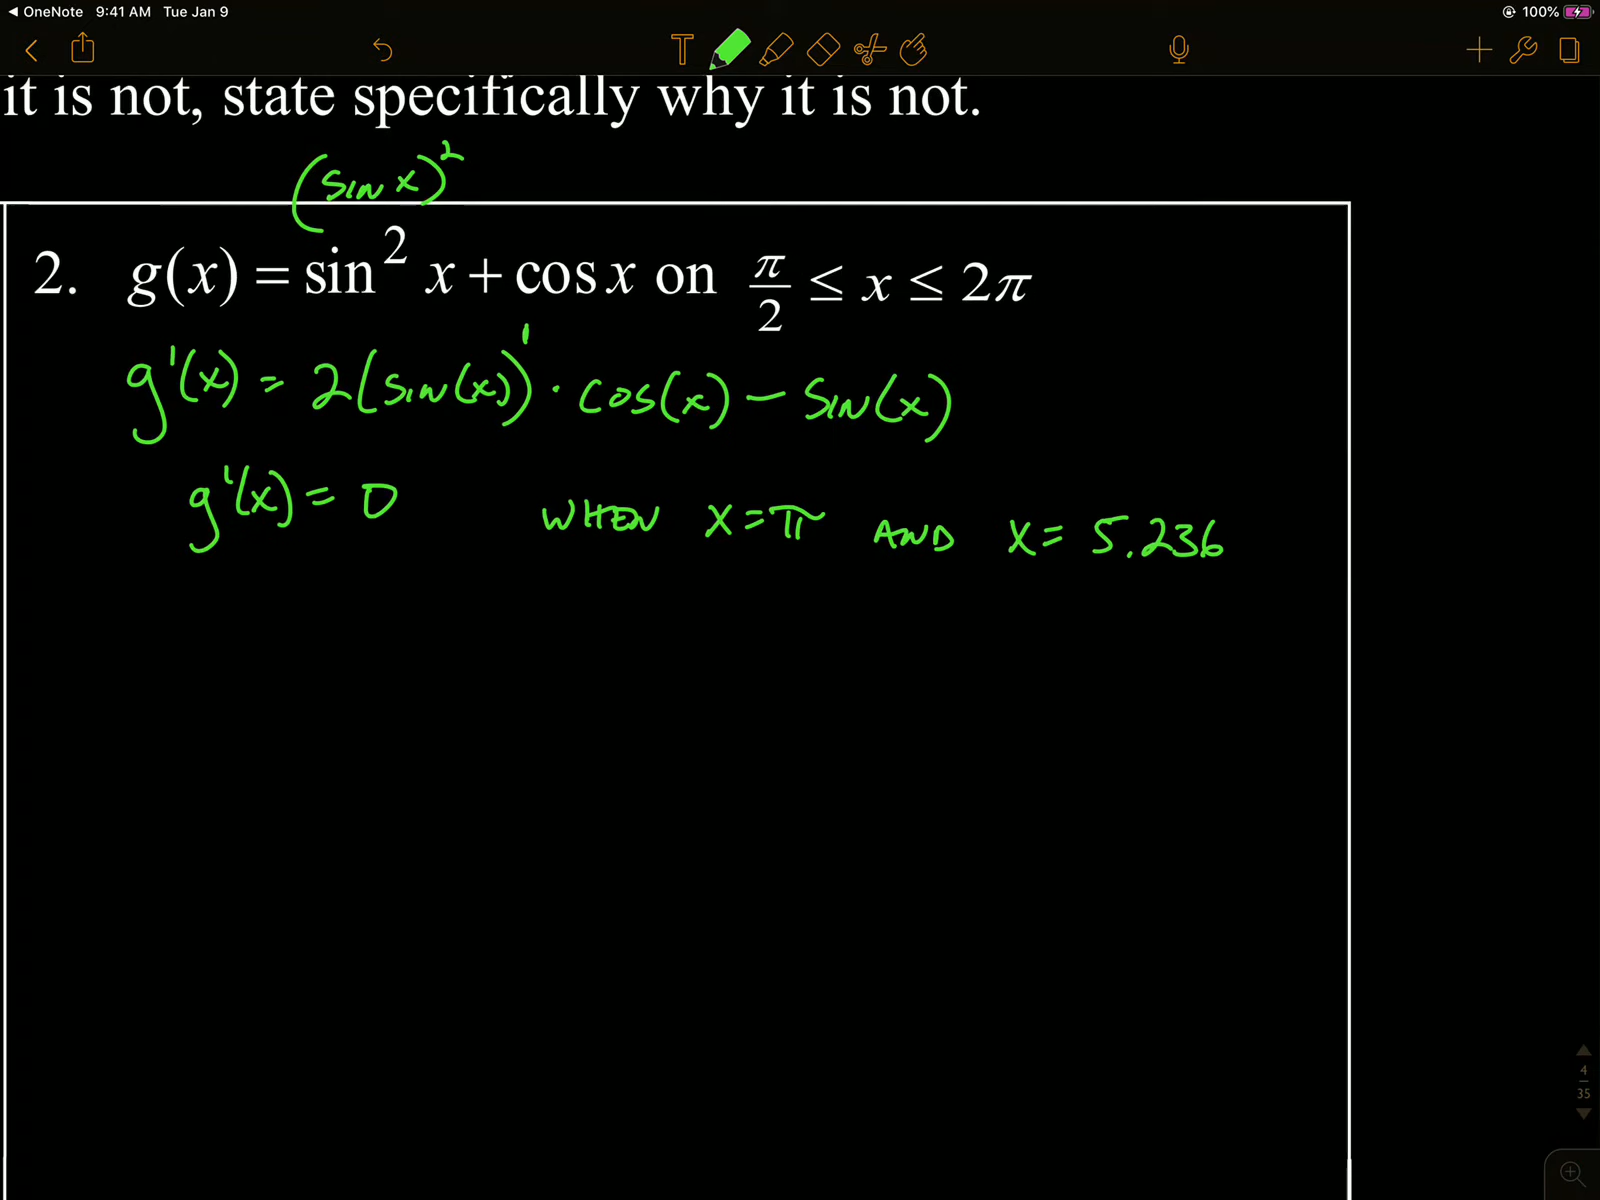 ◀ OneNote 9:41 AM Tue Jan 9 100%
T
it is not, state specifically why it is not.
(sin x)²
2. g(x) = sin² x + cos x on π/2 ≤ x ≤ 2π
g'(x) = 2(sin(x))¹ · cos(x) − sin(x)
g'(x) = 0 WHEN x = π AND x = 5.236
4
35